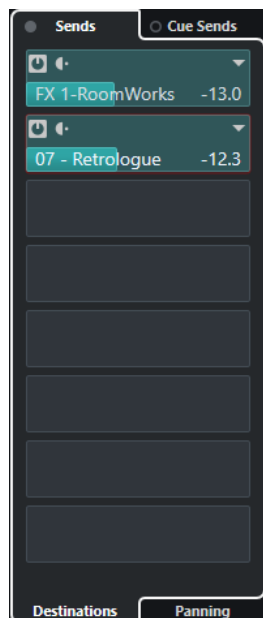 Sends Cue Sends
FX 1-RoomWorks -13.0
07 - Retrologue -12.3
Destinations Panning